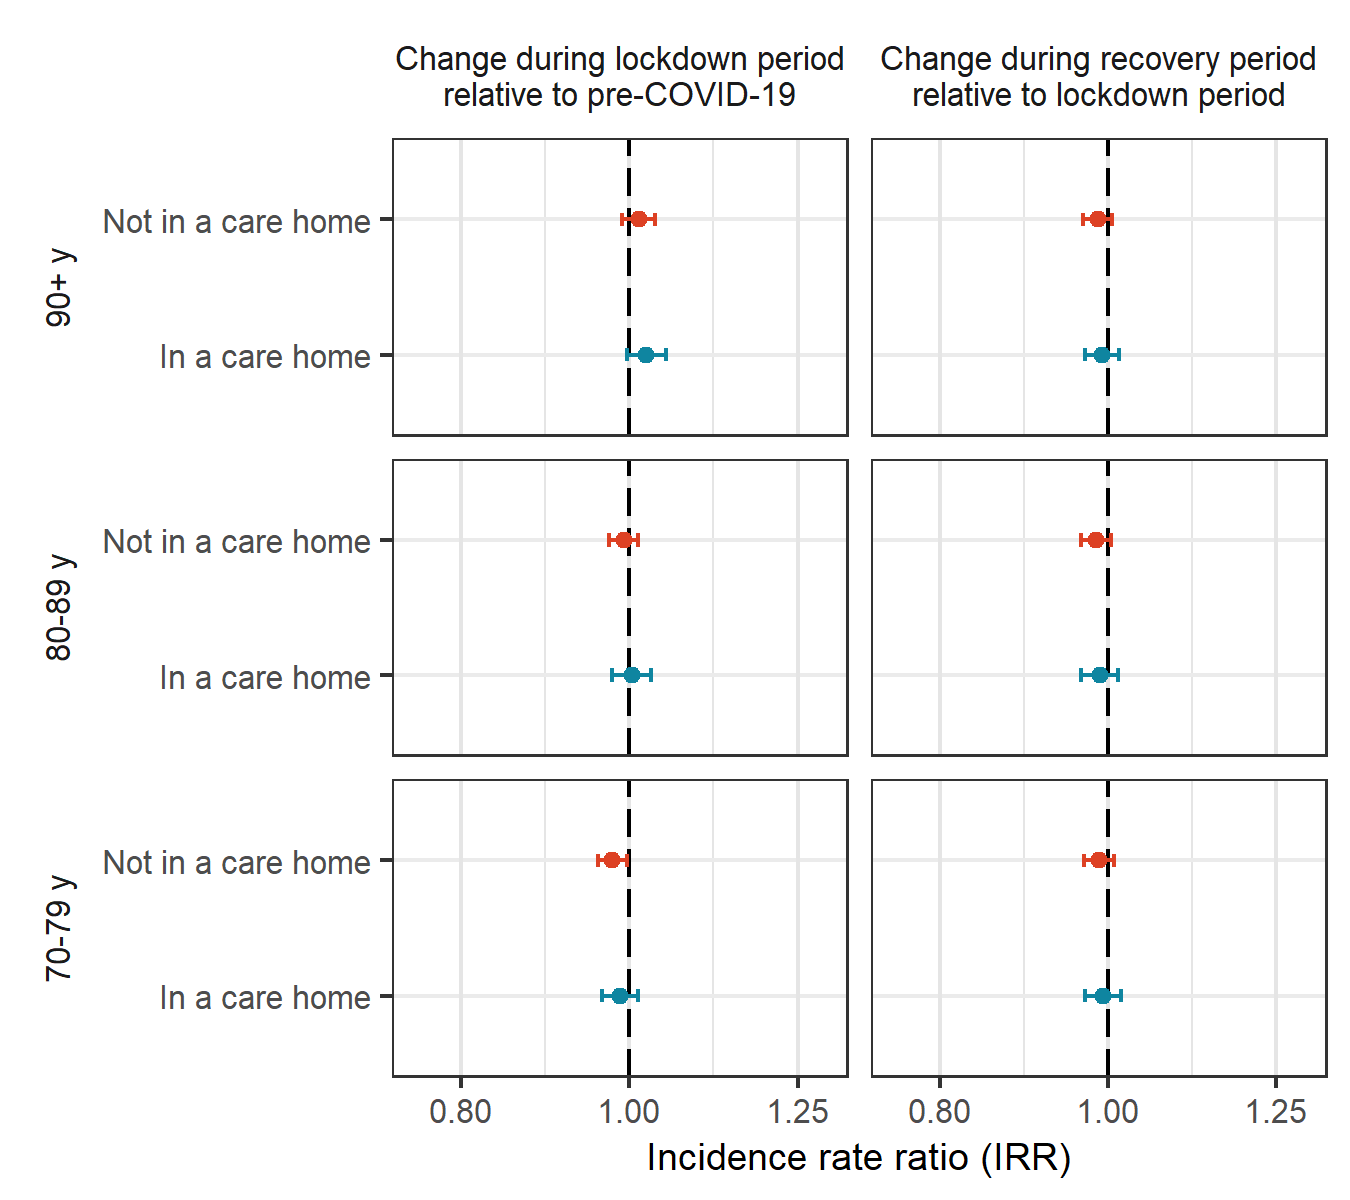 Change during lockdown period
relative to pre-COVID-19
Change during recovery period
relative to lockdown period
90+ y
Not in a care home
In a care home
80-89 y
Not in a care home
In a care home
70-79 y
Not in a care home
In a care home
0.80 1.00 1.25 0.80 1.00 1.25
Incidence rate ratio (IRR)